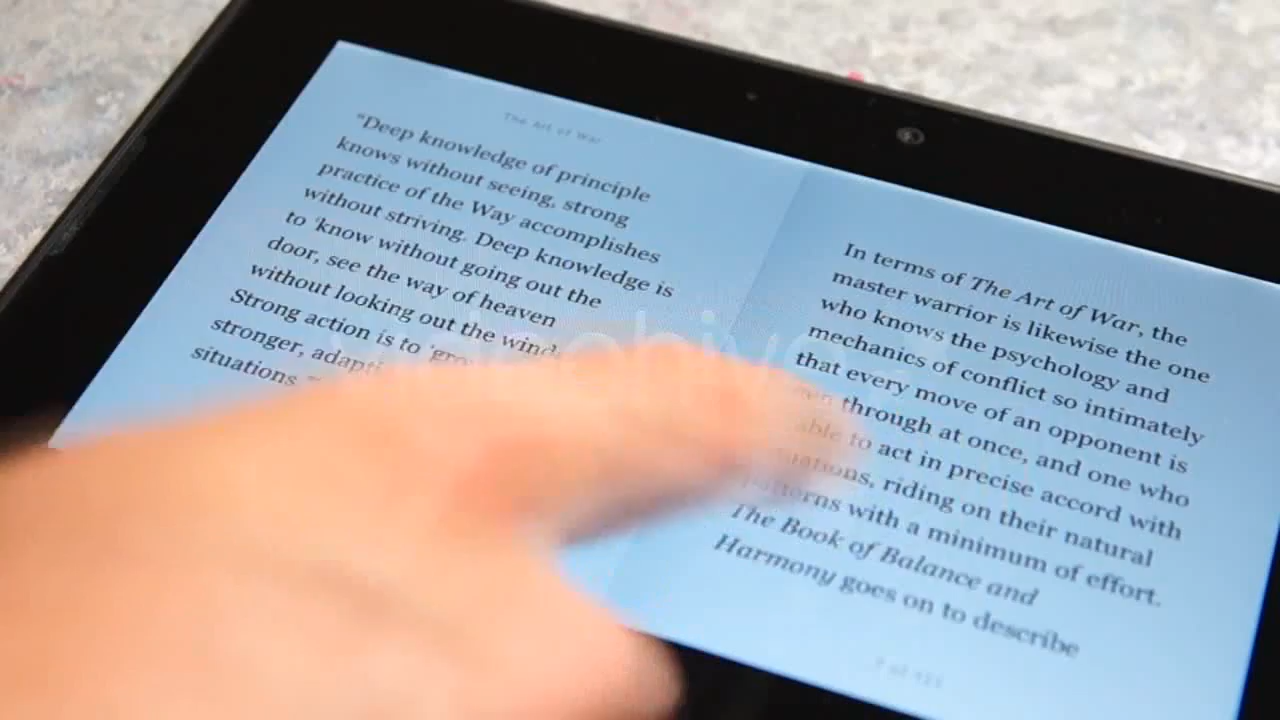 The Art of War
“Deep knowledge of principle
knows without seeing, strong
practice of the Way accomplishes
without striving. Deep knowledge is
to ‘know without going out the
door, see the way of heaven
without looking out the
Strong action is to
stronger,
situations
In terms of The Art of War, the
master warrior is likewise the one
who knows the psychology and
mechanics of conflict so intimately
that every move of an opponent is
through at once, and one who
able to act in precise accord with
riding on their natural
patterns with a minimum of effort.
The Book of Balance and
Harmony goes on to describe
videohive